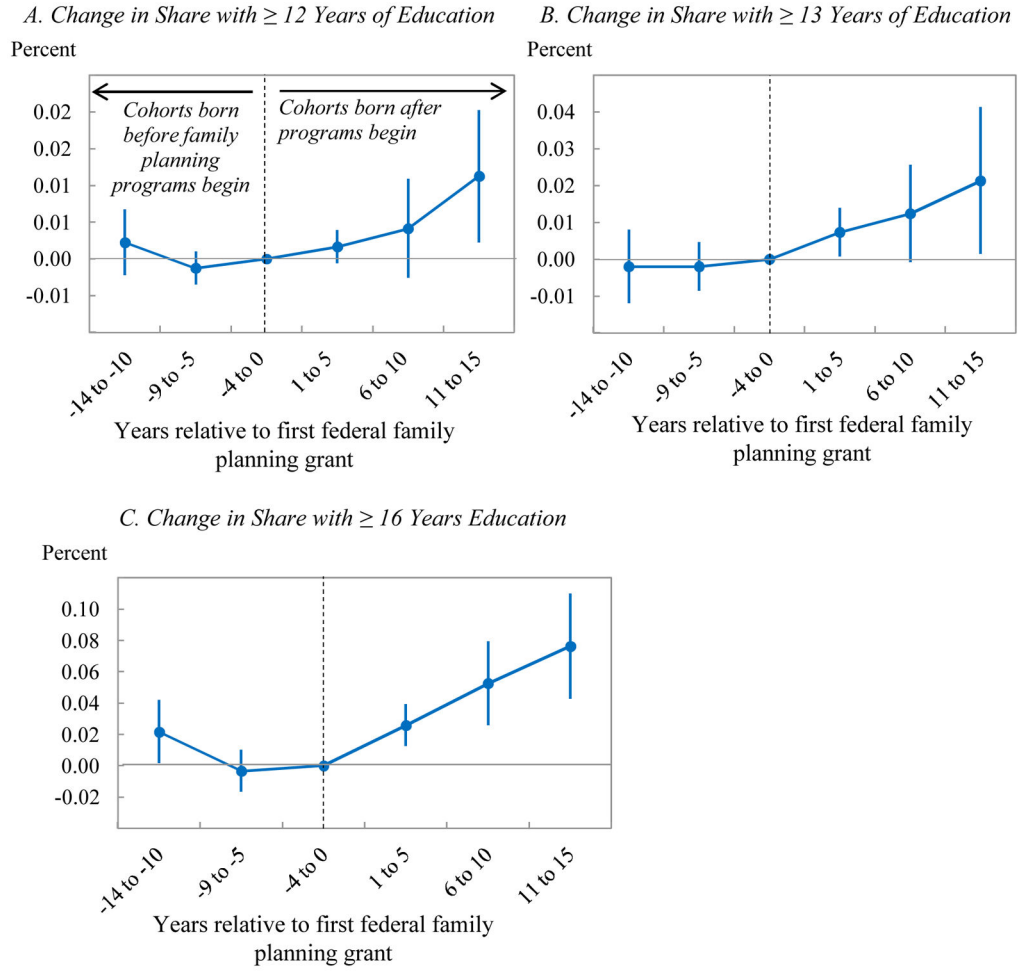 A. Change in Share with ≥ 12 Years of Education
Percent
0.02
0.02
0.01
0.01
0.00
-0.01
Cohorts born
before family
planning
programs begin
Cohorts born after
programs begin
-14 to -10
-9 to -5
-4 to 0
1 to 5
6 to 10
11 to 15
Years relative to first federal family
planning grant
B. Change in Share with ≥ 13 Years of Education
Percent
0.04
0.03
0.02
0.01
0.00
-0.01
-14 to -10
-9 to -5
-4 to 0
1 to 5
6 to 10
11 to 15
Years relative to first federal family
planning grant
C. Change in Share with ≥ 16 Years Education
Percent
0.10
0.08
0.06
0.04
0.02
0.00
-0.02
-14 to -10
-9 to -5
-4 to 0
1 to 5
6 to 10
11 to 15
Years relative to first federal family
planning grant